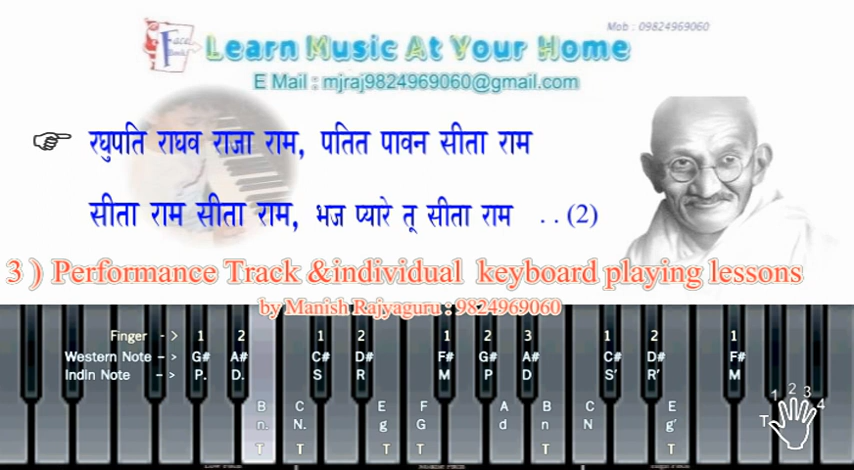 Mob : 09824969060
Face Book
Learn Music At Your Home
E Mail : mjraj9824969060@gmail.com
रघुपति राघव राजा राम, पतित पावन सीता राम
सीता राम सीता राम, भज प्यारे तू सीता राम . . (2)
3 ) Performance Track &individual keyboard playing lessons
by Manish Rajyaguru : 9824969060
Finger - > 1 2 1 2 1 2 3 1 2 1
Western Note - > G# A# C# D# F# G# A# C# D# F#
Indin Note - > P. D. S R M P D S' R' M
B C E F A B C E
n. N. g G d n N g'
T T T T T T
1 2 3 4
T